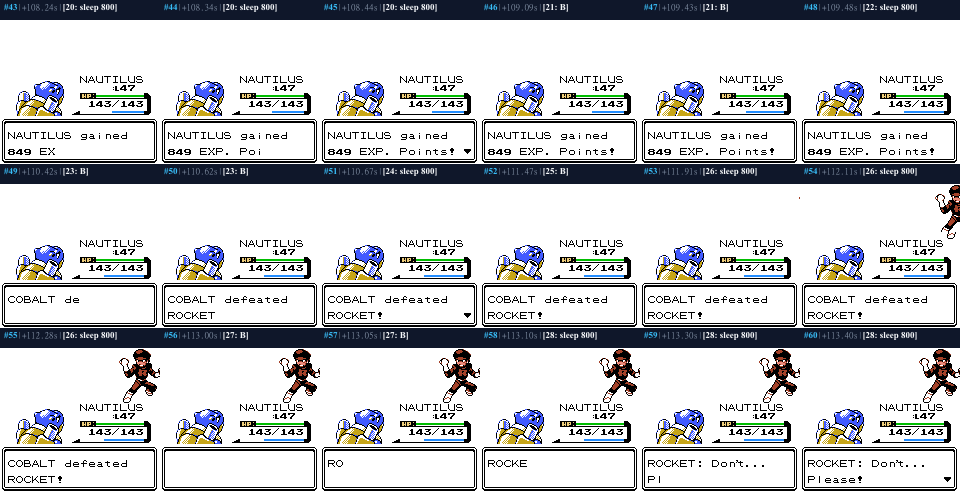 #43|+108.24s|[20: sleep 800]
NAUTILUS
:L47
HP:
143/143
NAUTILUS gained
849 EX
#44|+108.34s|[20: sleep 800]
NAUTILUS
:L47
HP:
143/143
NAUTILUS gained
849 EXP. Poi
#45|+108.44s|[20: sleep 800]
NAUTILUS
:L47
HP:
143/143
NAUTILUS gained
849 EXP. Points!
#46|+109.09s|[21: B]
NAUTILUS
:L47
HP:
143/143
NAUTILUS gained
849 EXP. Points!
#47|+109.43s|[21: B]
NAUTILUS
:L47
HP:
143/143
NAUTILUS gained
849 EXP. Points!
#48|+109.48s|[22: sleep 800]
NAUTILUS
:L47
HP:
143/143
NAUTILUS gained
849 EXP. Points!
#49|+110.42s|[23: B]
NAUTILUS
:L47
HP:
143/143
COBALT de
#50|+110.62s|[23: B]
NAUTILUS
:L47
HP:
143/143
COBALT defeated
ROCKET!
#51|+110.67s|[24: sleep 800]
NAUTILUS
:L47
HP:
143/143
COBALT defeated
ROCKET!
#52|+111.47s|[25: B]
NAUTILUS
:L47
HP:
143/143
COBALT defeated
ROCKET!
#53|+111.91s|[26: sleep 800]
NAUTILUS
:L47
HP:
143/143
COBALT defeated
ROCKET!
#54|+112.11s|[26: sleep 800]
NAUTILUS
:L47
HP:
143/143
COBALT defeated
ROCKET!
#55|+112.28s|[26: sleep 800]
NAUTILUS
:L47
HP:
143/143
COBALT defeated
ROCKET!
#56|+113.00s|[27: B]
NAUTILUS
:L47
HP:
143/143
#57|+113.05s|[27: B]
NAUTILUS
:L47
HP:
143/143
RO
#58|+113.10s|[28: sleep 800]
NAUTILUS
:L47
HP:
143/143
ROCKE
#59|+113.30s|[28: sleep 800]
NAUTILUS
:L47
HP:
143/143
ROCKET: Don't...
Pl
#60|+113.40s|[28: sleep 800]
NAUTILUS
:L47
HP:
143/143
ROCKET: Don't...
Please!